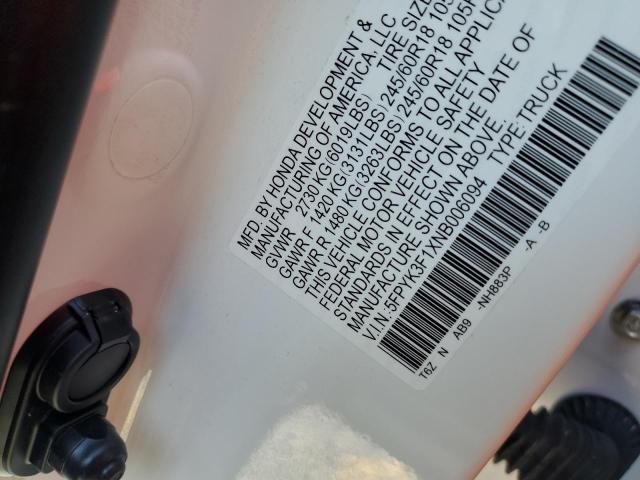 MFD. BY HONDA DEVELOPMENT &
MANUFACTURING OF AMERICA, LLC
GVWR 2730 KG (6019LBS) TIRE SIZE
GAWR F 1420 KG(3131LBS) 245/60R18 105
GAWR R 1480 KG(3263LBS) 245/60R18 105
THIS VEHICLE CONFORMS TO ALL APPLICA
FEDERAL MOTOR VEHICLE SAFETY
STANDARDS IN EFFECT ON THE DATE OF
MANUFACTURE SHOWN ABOVE.
V.I.N.:5FPYK3F1XNB009094 TYPE:TRUCK
T6Z N AB9 -NH883P -A -B